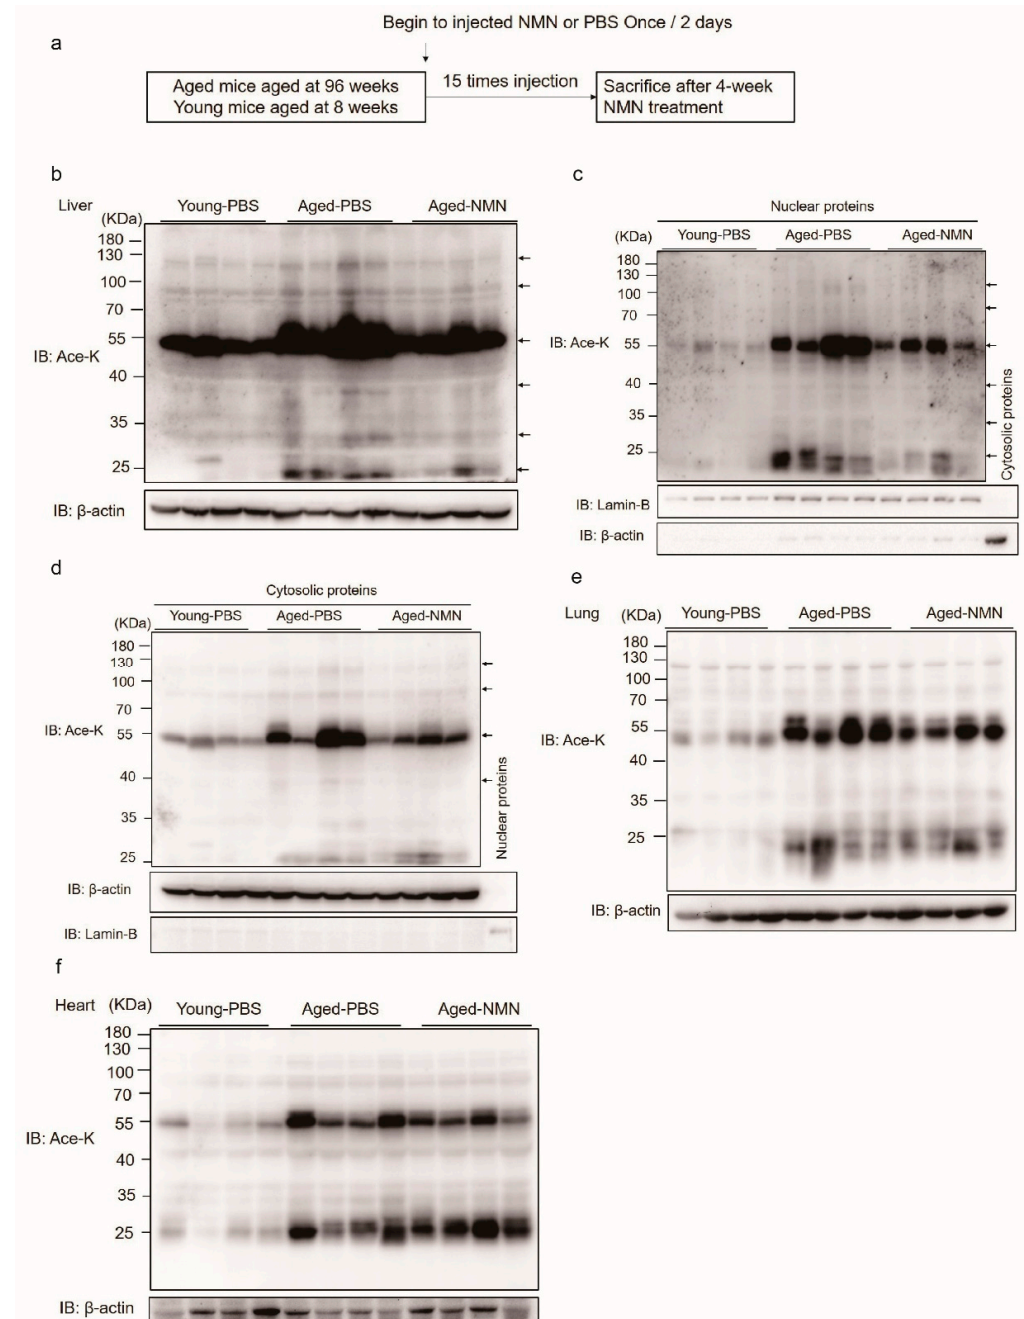 Begin to injected NMN or PBS Once / 2 days
a
Aged mice aged at 96 weeks
Young mice aged at 8 weeks
15 times injection
Sacrifice after 4-week
NMN treatment
b
Liver
(KDa)
Young-PBS
Aged-PBS
Aged-NMN
180
130
100
70
55
40
35
25
IB: Ace-K
IB: β-actin
c
Nuclear proteins
(KDa)
Young-PBS
Aged-PBS
Aged-NMN
180
130
100
70
55
40
35
25
IB: Ace-K
Cytosolic proteins
IB: Lamin-B
IB: β-actin
d
Cytosolic proteins
(KDa)
Young-PBS
Aged-PBS
Aged-NMN
180
130
100
70
55
40
35
25
IB: Ace-K
Nuclear proteins
IB: β-actin
IB: Lamin-B
e
Lung
(KDa)
Young-PBS
Aged-PBS
Aged-NMN
180
130
100
70
55
40
35
25
IB: Ace-K
IB: β-actin
f
Heart
(KDa)
Young-PBS
Aged-PBS
Aged-NMN
180
130
100
70
55
40
35
25
IB: Ace-K
IB: β-actin